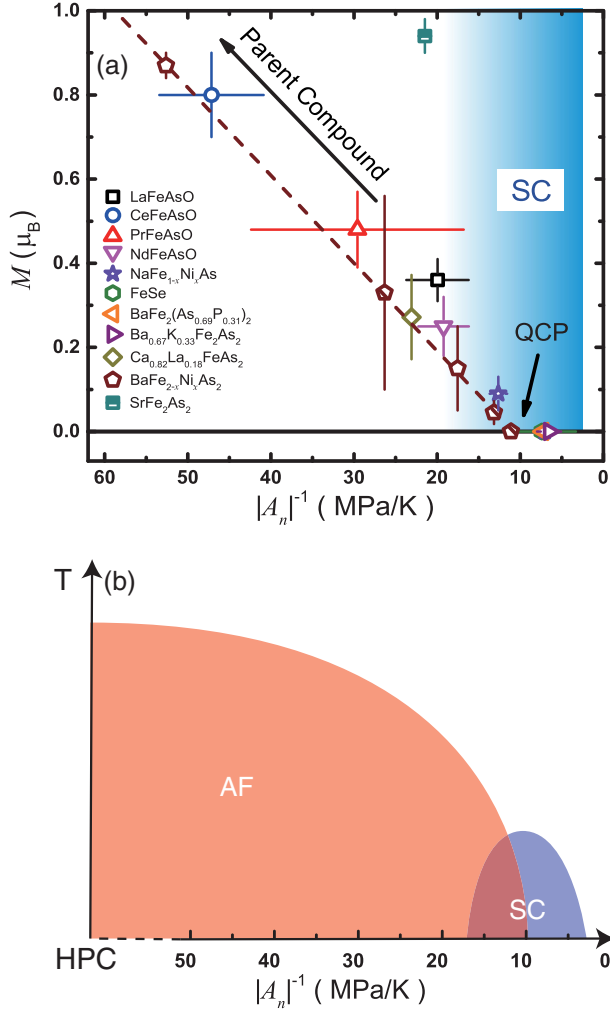 (a)
Parent Compound
SC
QCP
1.0
0.8
0.6
0.4
0.2
0.0
M (μ_B)
LaFeAsO
CeFeAsO
PrFeAsO
NdFeAsO
NaFe₁₋ₓNiₓAs
FeSe
BaFe₂(As₀.₆₉P₀.₃₁)₂
Ba₀.₆₇K₀.₃₃Fe₂As₂
Ca₀.₈₂La₀.₁₈FeAs₂
BaFe₂₋ₓNiₓAs₂
SrFe₂As₂
60 50 40 30 20 10 0
|Aₙ|⁻¹ ( MPa/K )
T
(b)
AF
SC
HPC
50 40 30 20 10 0
|Aₙ|⁻¹ ( MPa/K )